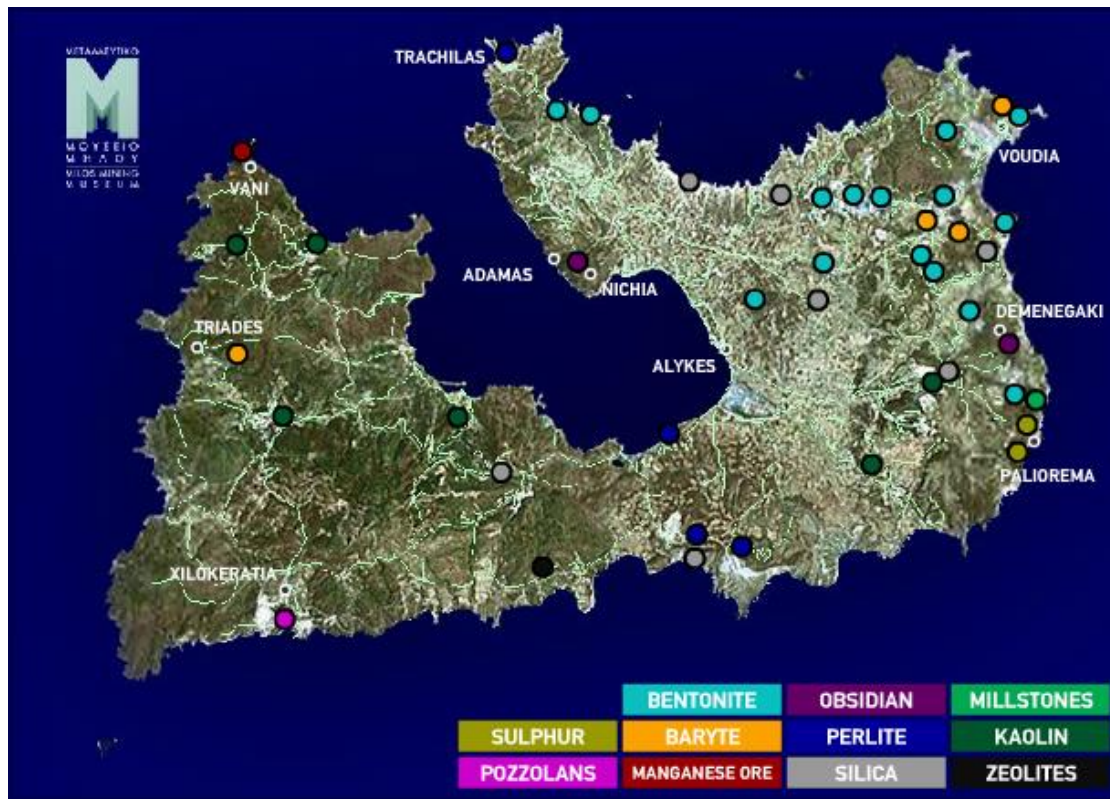 ΜΕΤΑΛΛΕΥΤΙΚΟ
ΜΟΥΣΕΙΟ
ΜΗΛΟΥ
MILOS MINING
MUSEUM
TRACHILAS
VOUDIA
VANI
ADAMAS
NICHIA
DEMENEGAKI
TRIADES
ALYKES
PALIOREMA
XILOKERATIA
BENTONITE
OBSIDIAN
MILLSTONES
SULPHUR
BARYTE
PERLITE
KAOLIN
POZZOLANS
MANGANESE ORE
SILICA
ZEOLITES